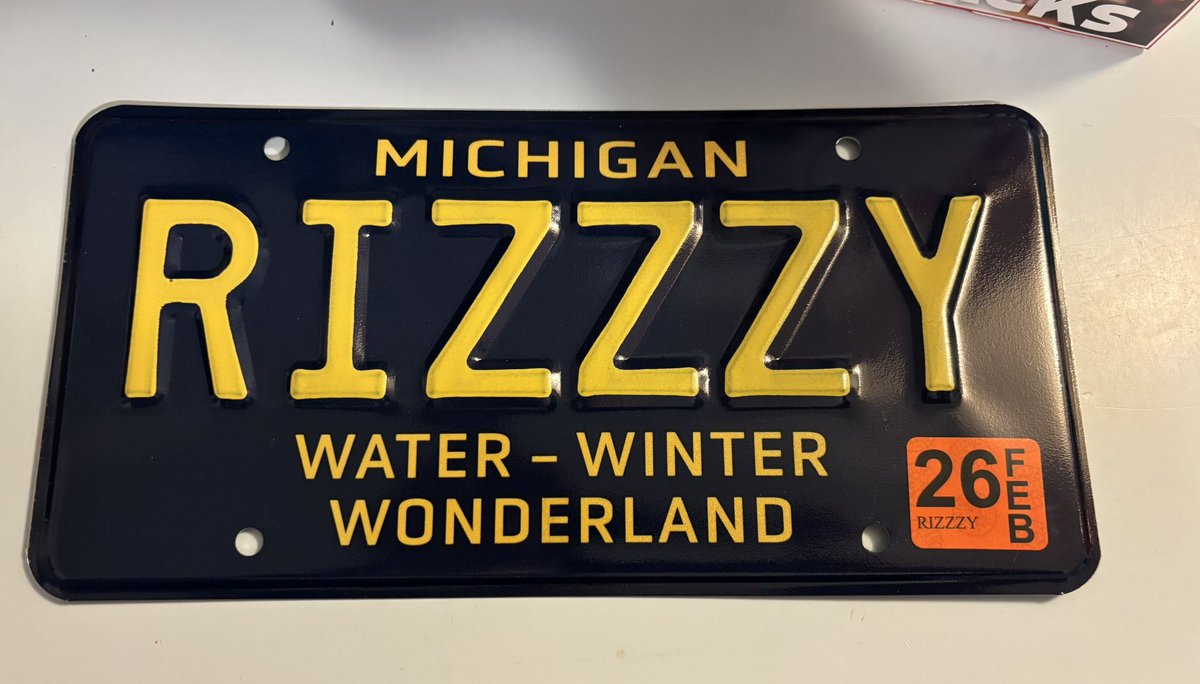 MICHIGAN
RIZZZY
WATER – WINTER
WONDERLAND
26 FEB
RIZZZY